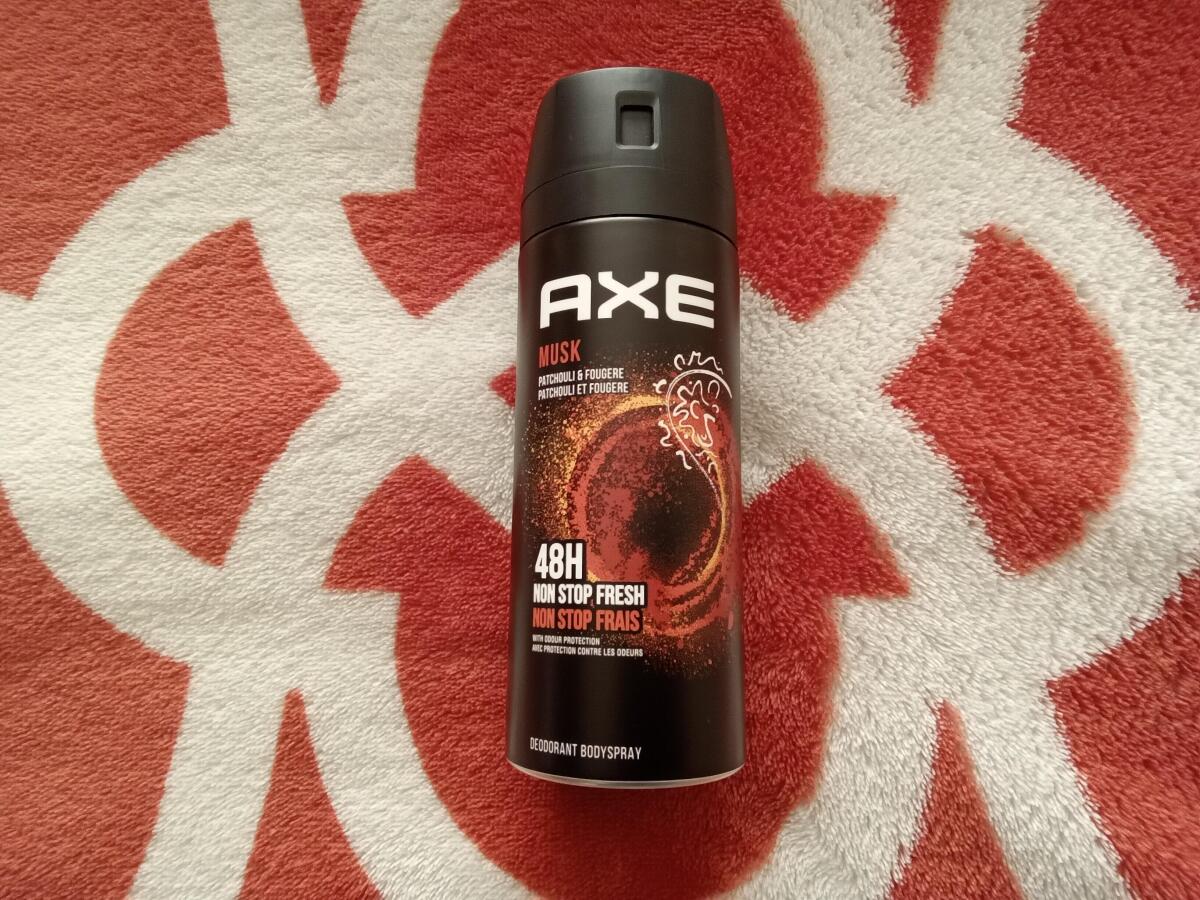 AXE
MUSK
PATCHOULI & FOUGERE
PATCHOULI ET FOUGERE
48H
NON STOP FRESH
NON STOP FRAIS
WITH ODOUR PROTECTION
AVEC PROTECTION CONTRE LES ODEURS
DEODORANT BODYSPRAY